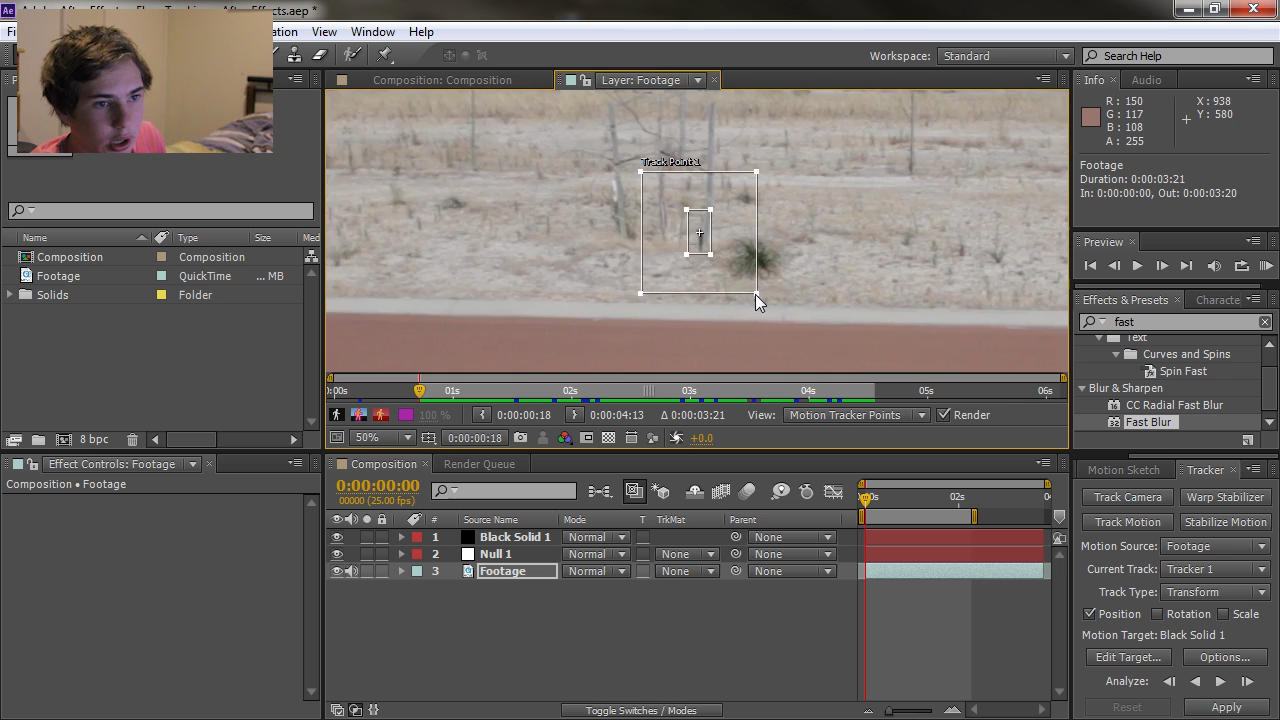 Ae
Effects.aep *
Fi
ation View Window Help
Workspace: Standard
Search Help
Composition: Composition
Layer: Footage
Info
Audio
R : 150
G : 117
B : 108
A : 255
X : 938
Y : 580
Footage
Duration: 0:00:03:21
In: 0:00:00:00, Out: 0:00:03:20
Track Point 1
Name Type Size
Composition Composition
Footage QuickTime ... MB
Solids Folder
Preview
Effects & Presets
Characte
fast
Text
Curves and Spins
Spin Fast
Blur & Sharpen
16 CC Radial Fast Blur
32 Fast Blur
:00s 01s 02s 03s 04s 05s 06s
100 % 0:00:00:18 0:00:04:13 Δ 0:00:03:21 View: Motion Tracker Points Render
8 bpc
50% 0:00:00:18 +0.0
Effect Controls: Footage
Composition • Footage
Composition
Render Queue
0:00:00:00
00000 (25.00 fps)
0s 02s 04
# Source Name Mode T TrkMat Parent
1 Black Solid 1 Normal None
2 Null 1 Normal None None
3 Footage Normal None None
Toggle Switches / Modes
Motion Sketch
Tracker
Track Camera Warp Stabilizer
Track Motion Stabilize Motion
Motion Source: Footage
Current Track: Tracker 1
Track Type: Transform
Position Rotation Scale
Motion Target: Black Solid 1
Edit Target... Options...
Analyze:
Reset Apply